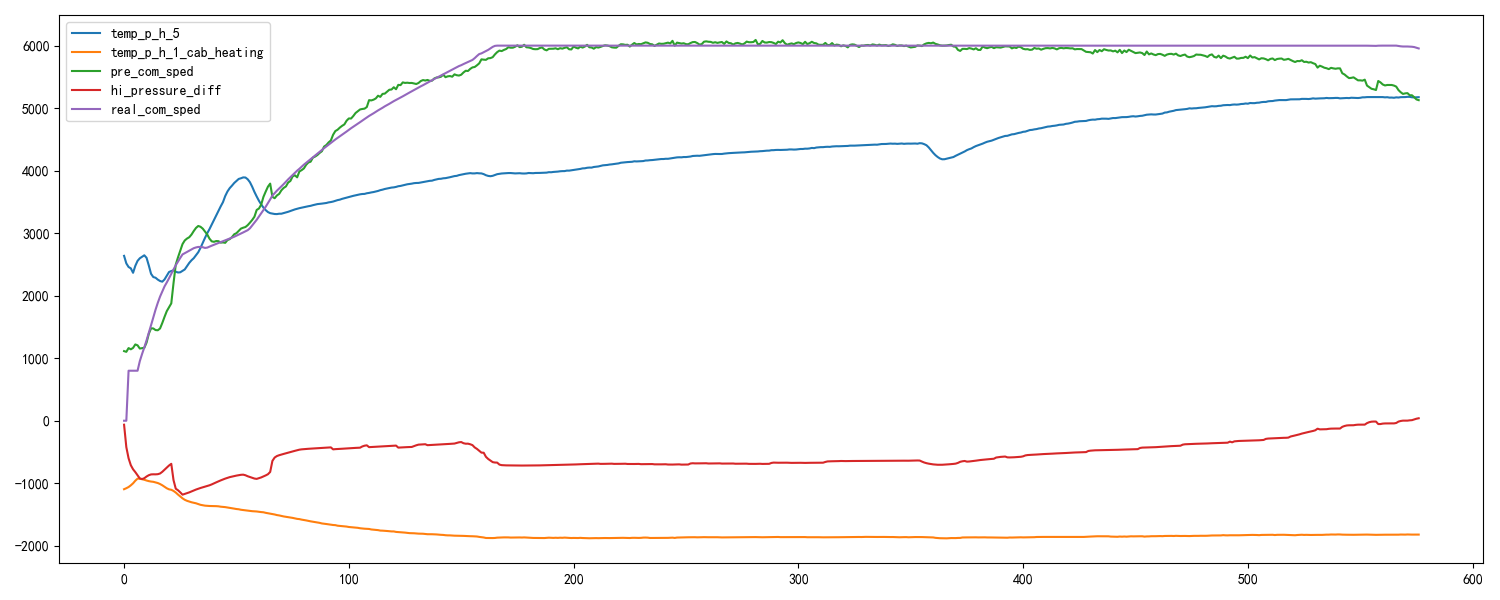 temp_p_h_5
temp_p_h_1_cab_heating
pre_com_sped
hi_pressure_diff
real_com_sped
6000
5000
4000
3000
2000
1000
0
−1000
−2000
0 100 200 300 400 500 600